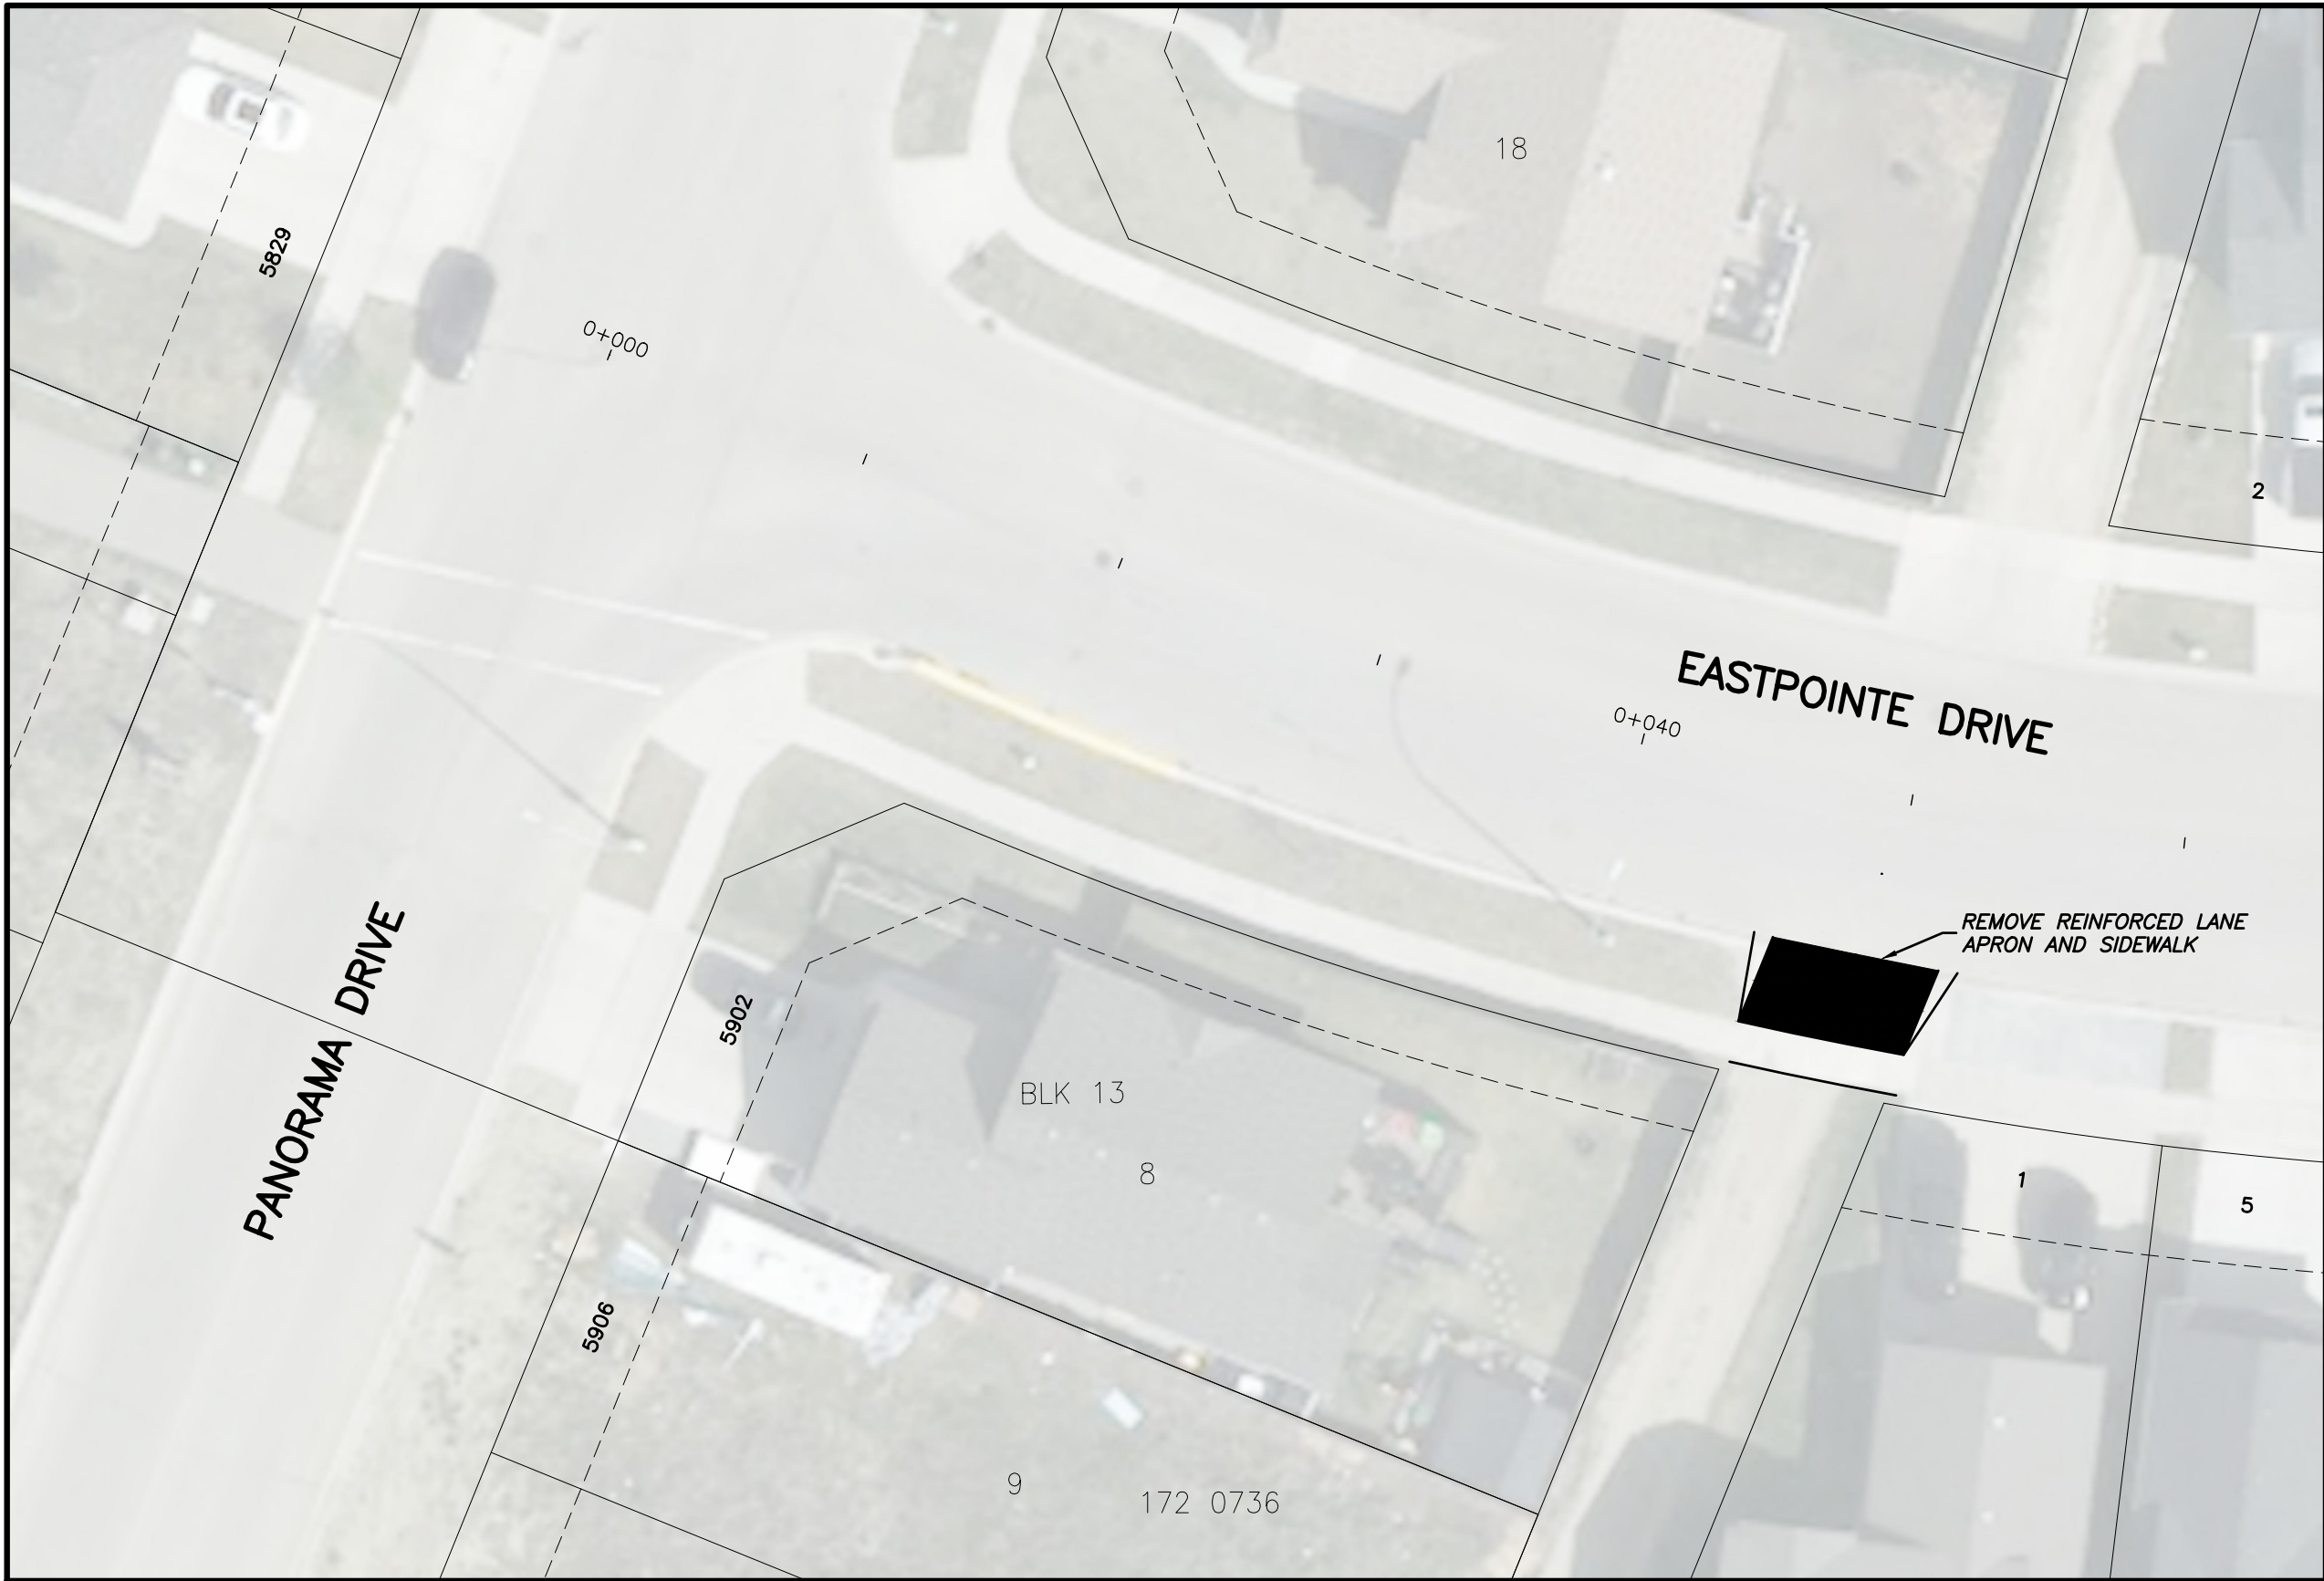 18
5829
0+000
2
EASTPOINTE DRIVE
0+040
REMOVE REINFORCED LANE
APRON AND SIDEWALK
PANORAMA DRIVE
5902
BLK 13
8
1
5
5906
9
172 0736